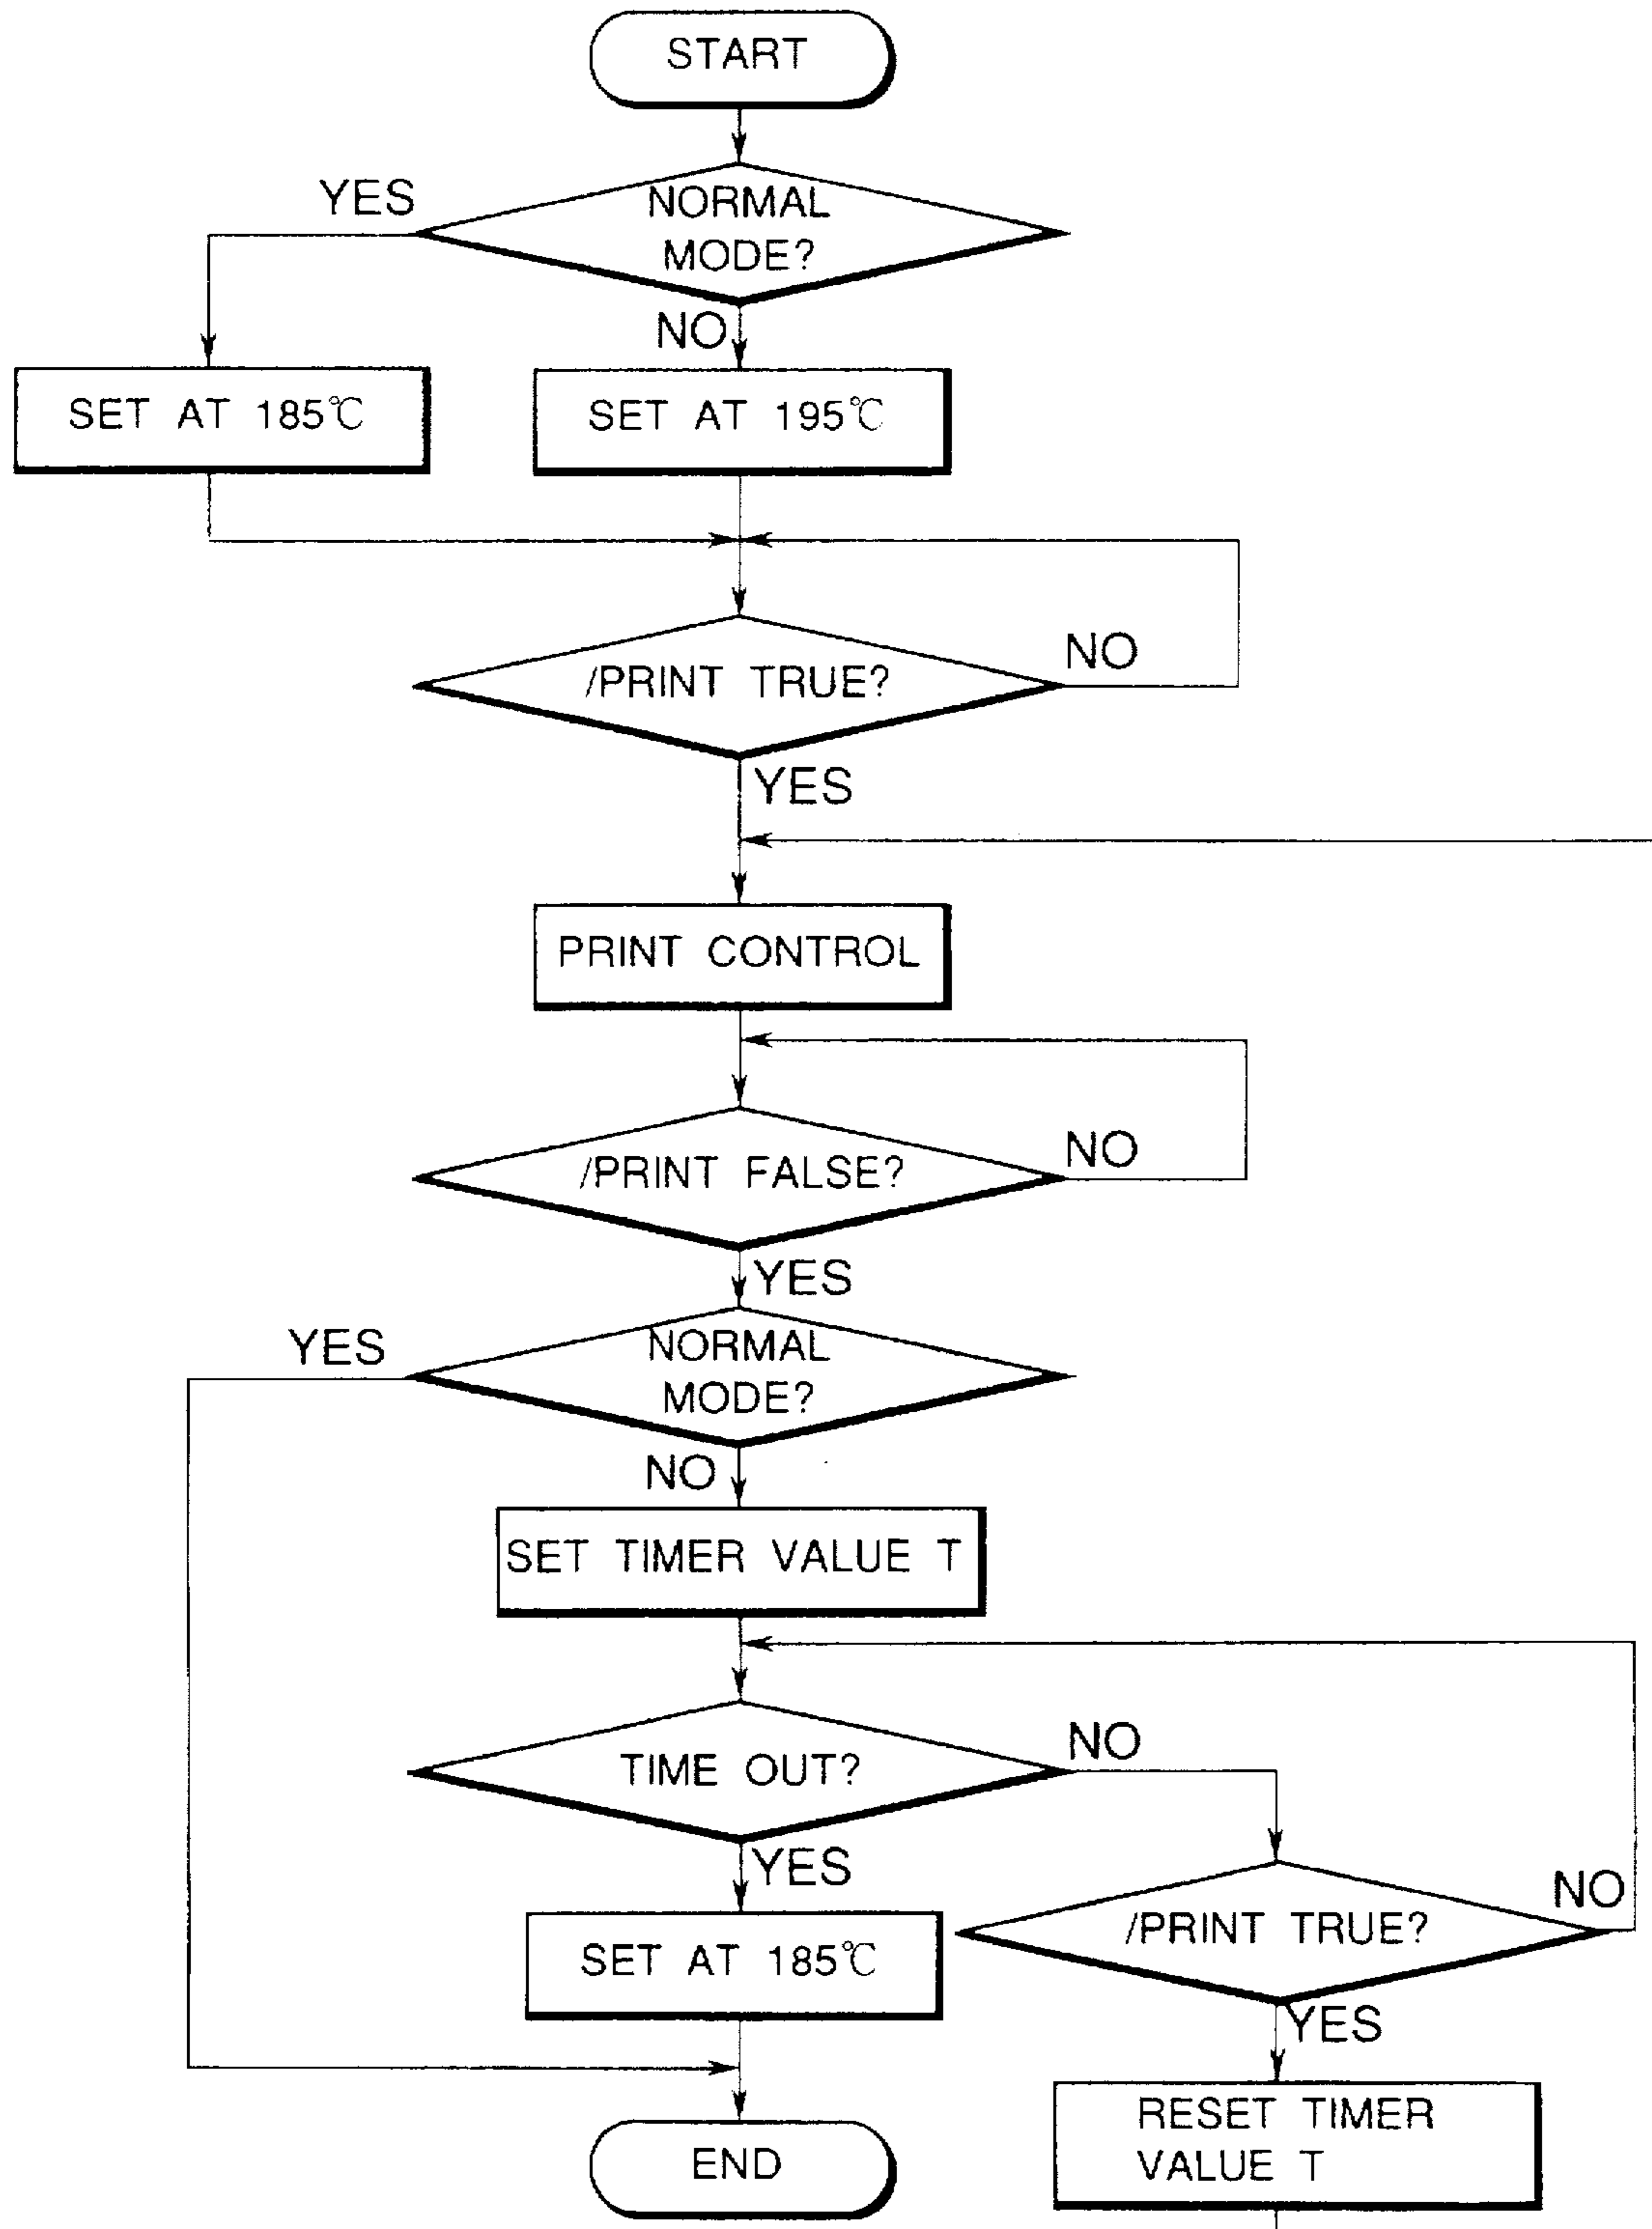 START
YES
NORMAL
MODE?
NO
SET AT 185℃
SET AT 195℃
/PRINT TRUE?
NO
YES
PRINT CONTROL
/PRINT FALSE?
NO
YES
YES
NORMAL
MODE?
NO
SET TIMER VALUE T
TIME OUT?
NO
YES
SET AT 185℃
/PRINT TRUE?
NO
YES
RESET TIMER
VALUE T
END